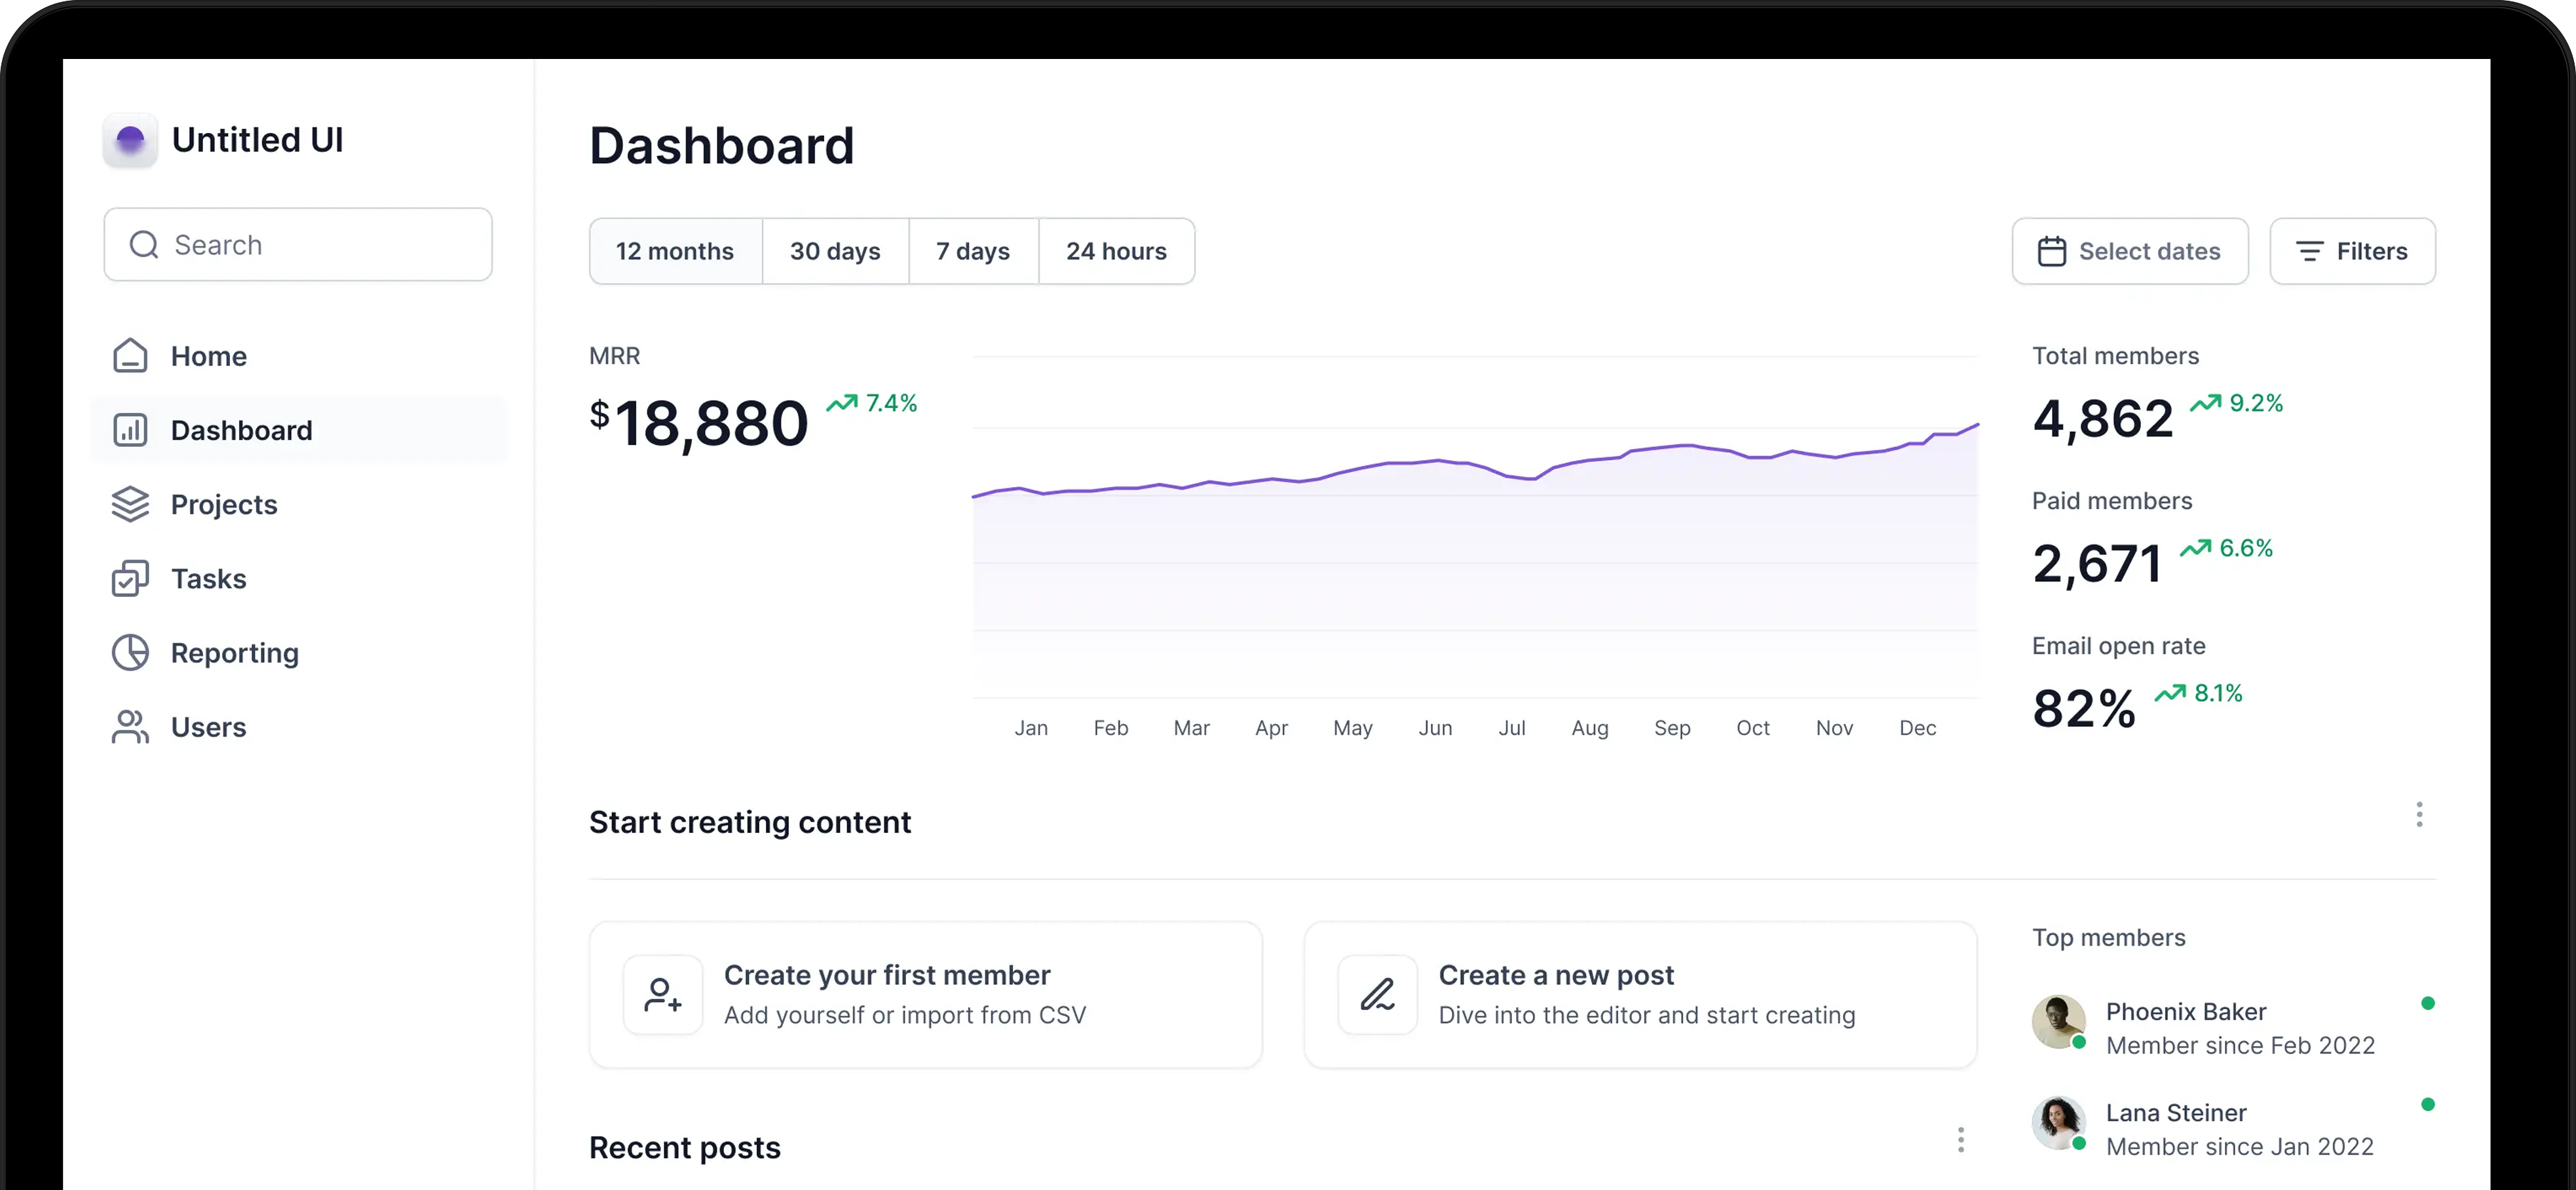 Untitled UI
Search
Home
Dashboard
Projects
Tasks
Reporting
Users
Dashboard
12 months
30 days
7 days
24 hours
Select dates
Filters
MRR
$18,880
7.4%
Jan
Feb
Mar
Apr
May
Jun
Jul
Aug
Sep
Oct
Nov
Dec
Total members
4,862
9.2%
Paid members
2,671
6.6%
Email open rate
82%
8.1%
Start creating content
Create your first member
Add yourself or import from CSV
Create a new post
Dive into the editor and start creating
Recent posts
Top members
Phoenix Baker
Member since Feb 2022
Lana Steiner
Member since Jan 2022